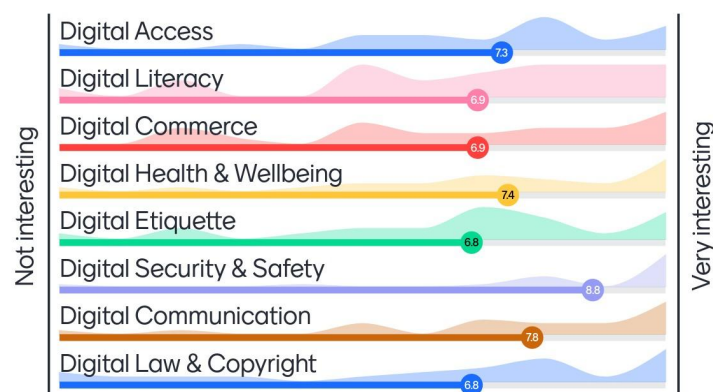 Digital Access
7.3
Digital Literacy
6.9
Digital Commerce
6.9
Digital Health & Wellbeing
7.4
Digital Etiquette
6.8
Digital Security & Safety
8.8
Digital Communication
7.8
Digital Law & Copyright
6.8
Not interesting
Very interesting